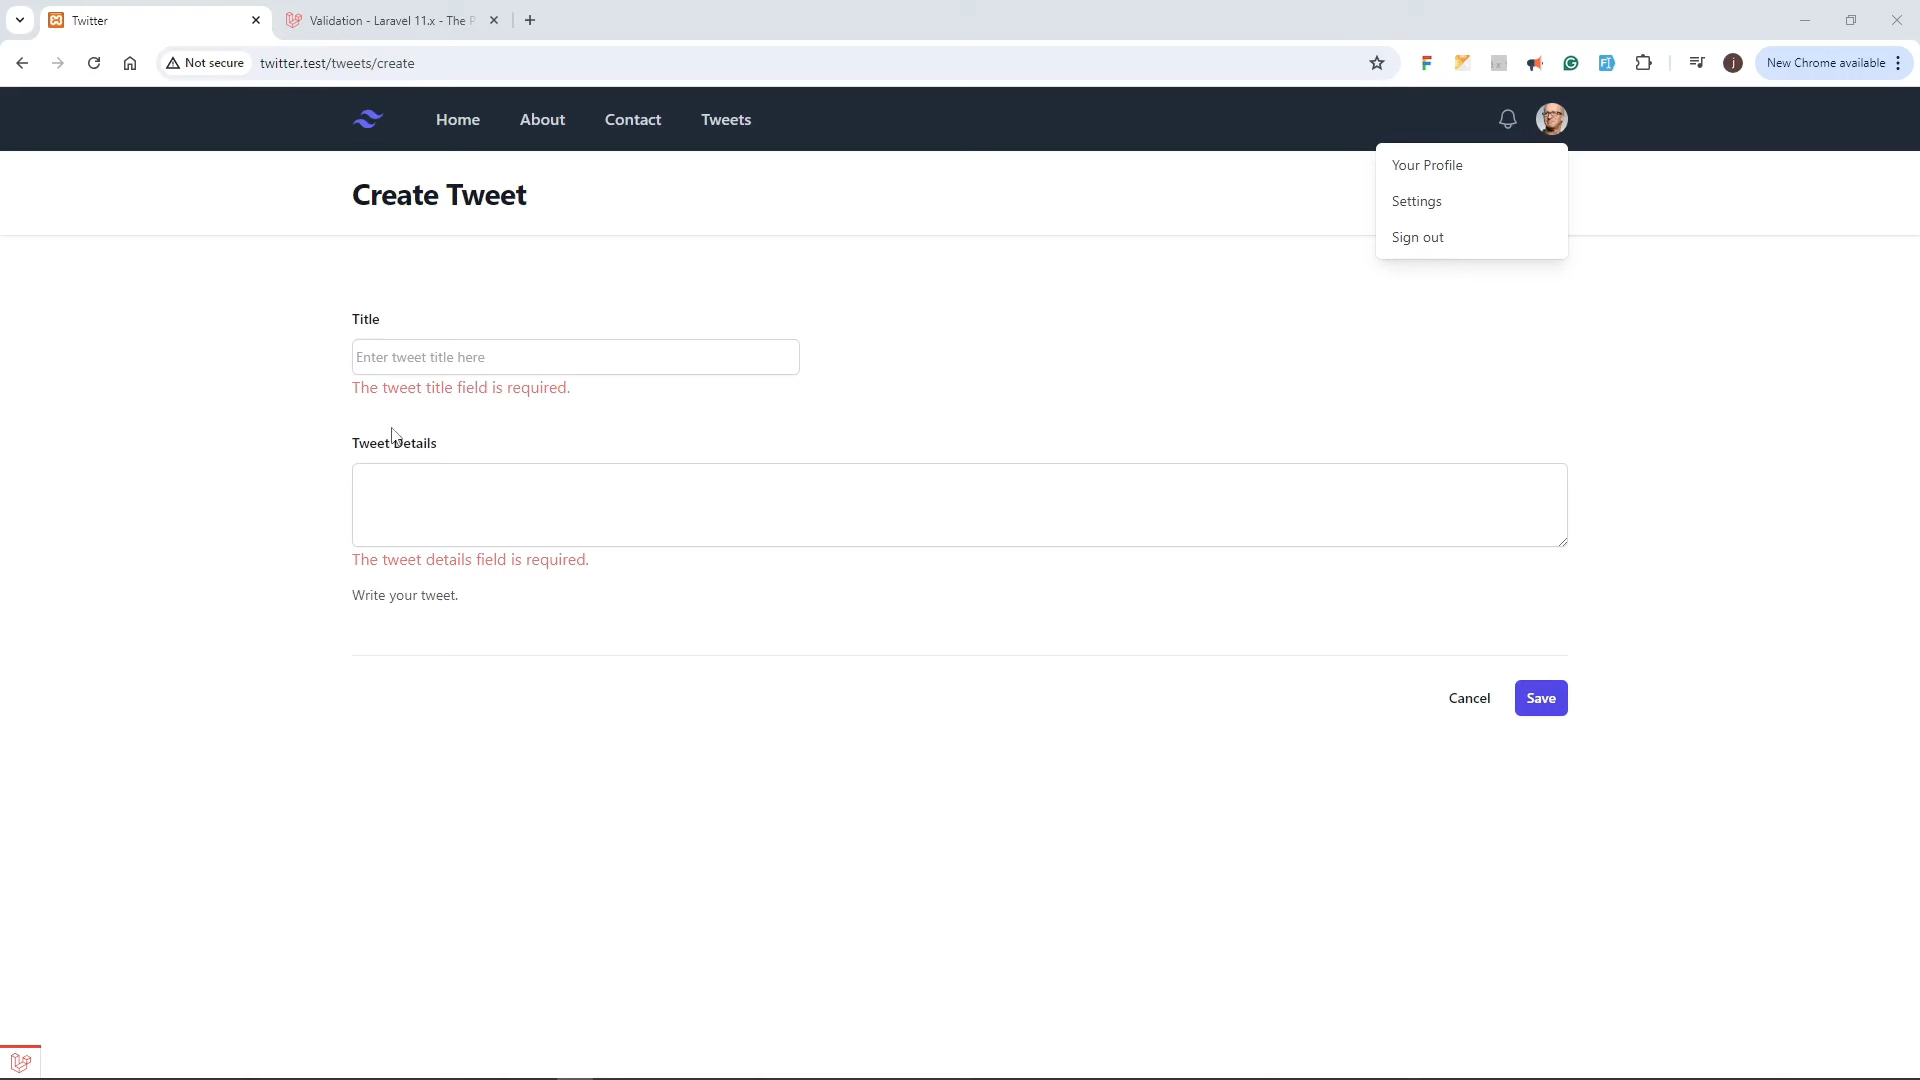 Twitter
Validation - Laravel 11.x - The
Not secure
twitter.test/tweets/create
New Chrome available
Home
About
Contact
Tweets
Your Profile
Settings
Sign out
Create Tweet
Title
Enter tweet title here
The tweet title field is required.
Tweet Details
The tweet details field is required.
Write your tweet.
Cancel
Save